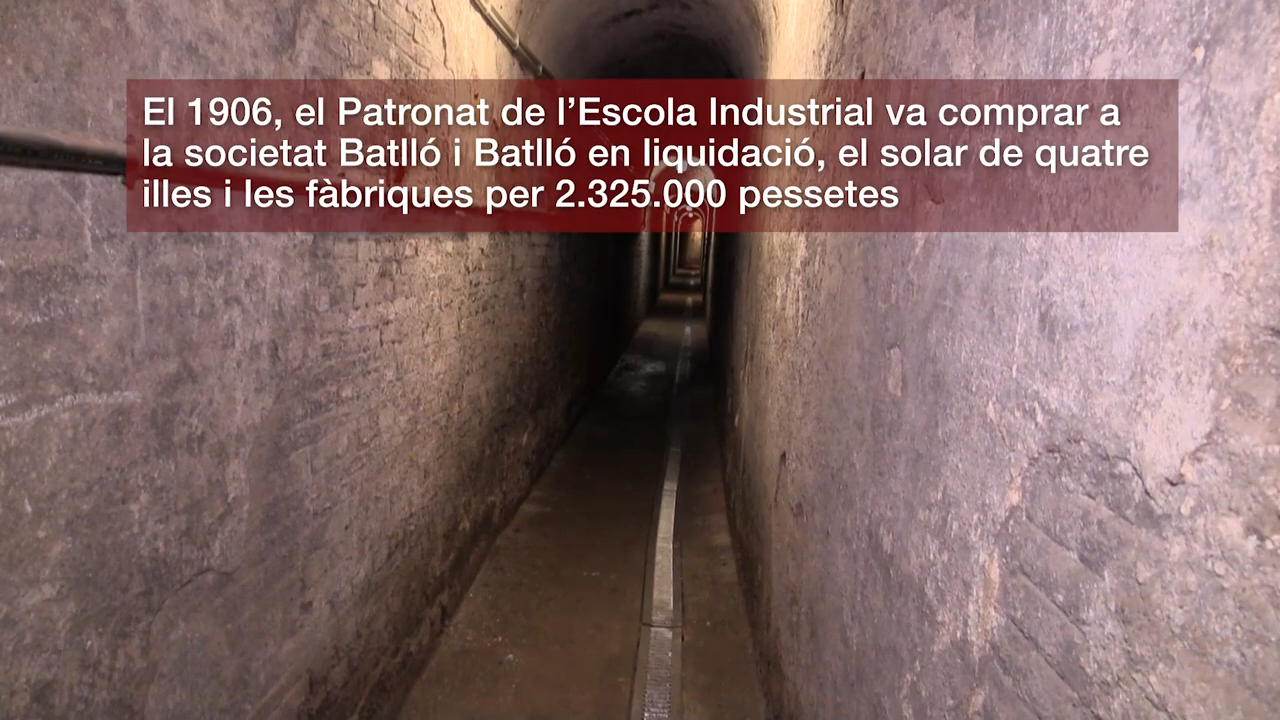 El 1906, el Patronat de l’Escola Industrial va comprar a
la societat Batlló i Batlló en liquidació, el solar de quatre
illes i les fàbriques per 2.325.000 pessetes